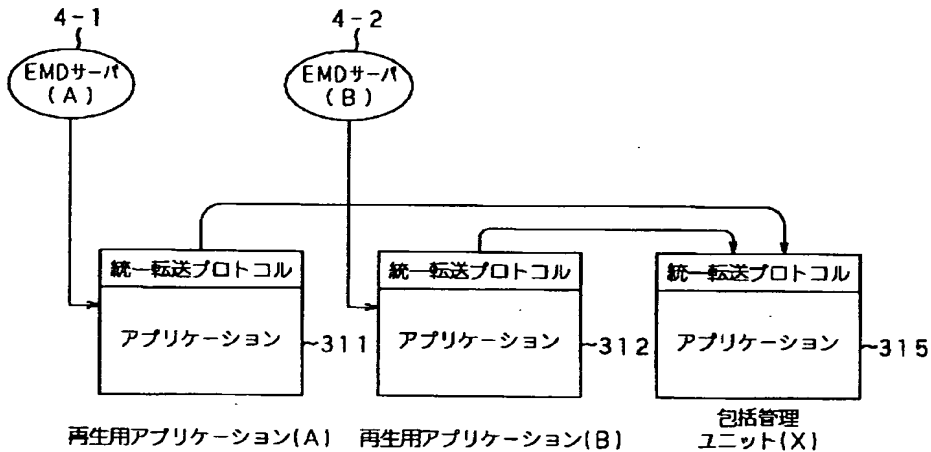 4-1
4-2
EMDサーバ
(A)
EMDサーバ
(B)
統一転送プロトコル
統一転送プロトコル
統一転送プロトコル
アプリケーション
~311
アプリケーション
~312
アプリケーション
~315
再生用アプリケーション(A)
再生用アプリケーション(B)
包括管理
ユニット(X)